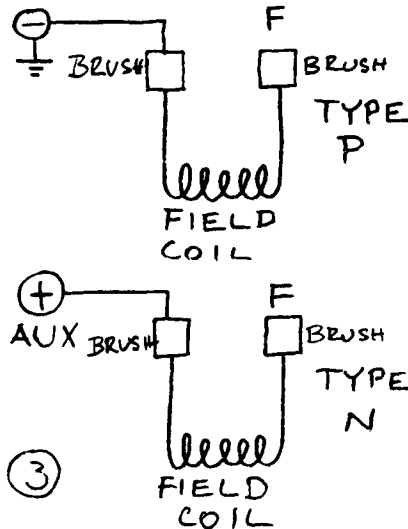 − F
BRUSH BRUSH
TYPE
P
FIELD
COIL
+ F
AUX BRUSH BRUSH
TYPE
N
3
FIELD
COIL